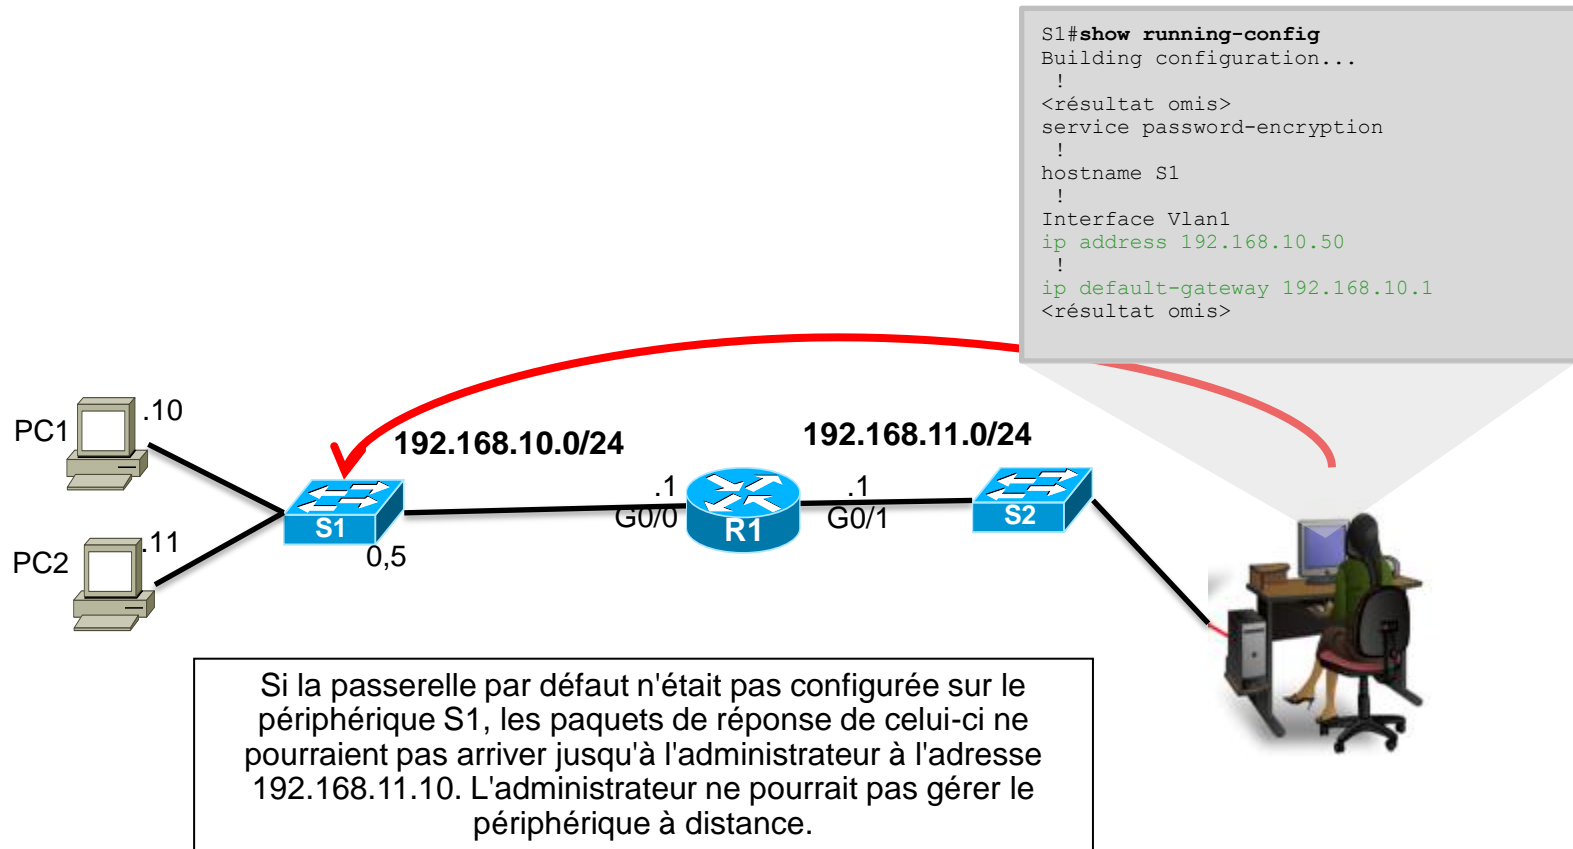 S1#show running-config
Building configuration...
!
<résultat omis>
service password-encryption
!
hostname S1
!
Interface Vlan1
ip address 192.168.10.50
!
ip default-gateway 192.168.10.1
<résultat omis>
PC1
.10
192.168.10.0/24
192.168.11.0/24
.1
G0/0
.1
G0/1
S1
R1
S2
0,5
PC2
.11
Si la passerelle par défaut n'était pas configurée sur le
périphérique S1, les paquets de réponse de celui-ci ne
pourraient pas arriver jusqu'à l'administrateur à l'adresse
192.168.11.10. L'administrateur ne pourrait pas gérer le
périphérique à distance.